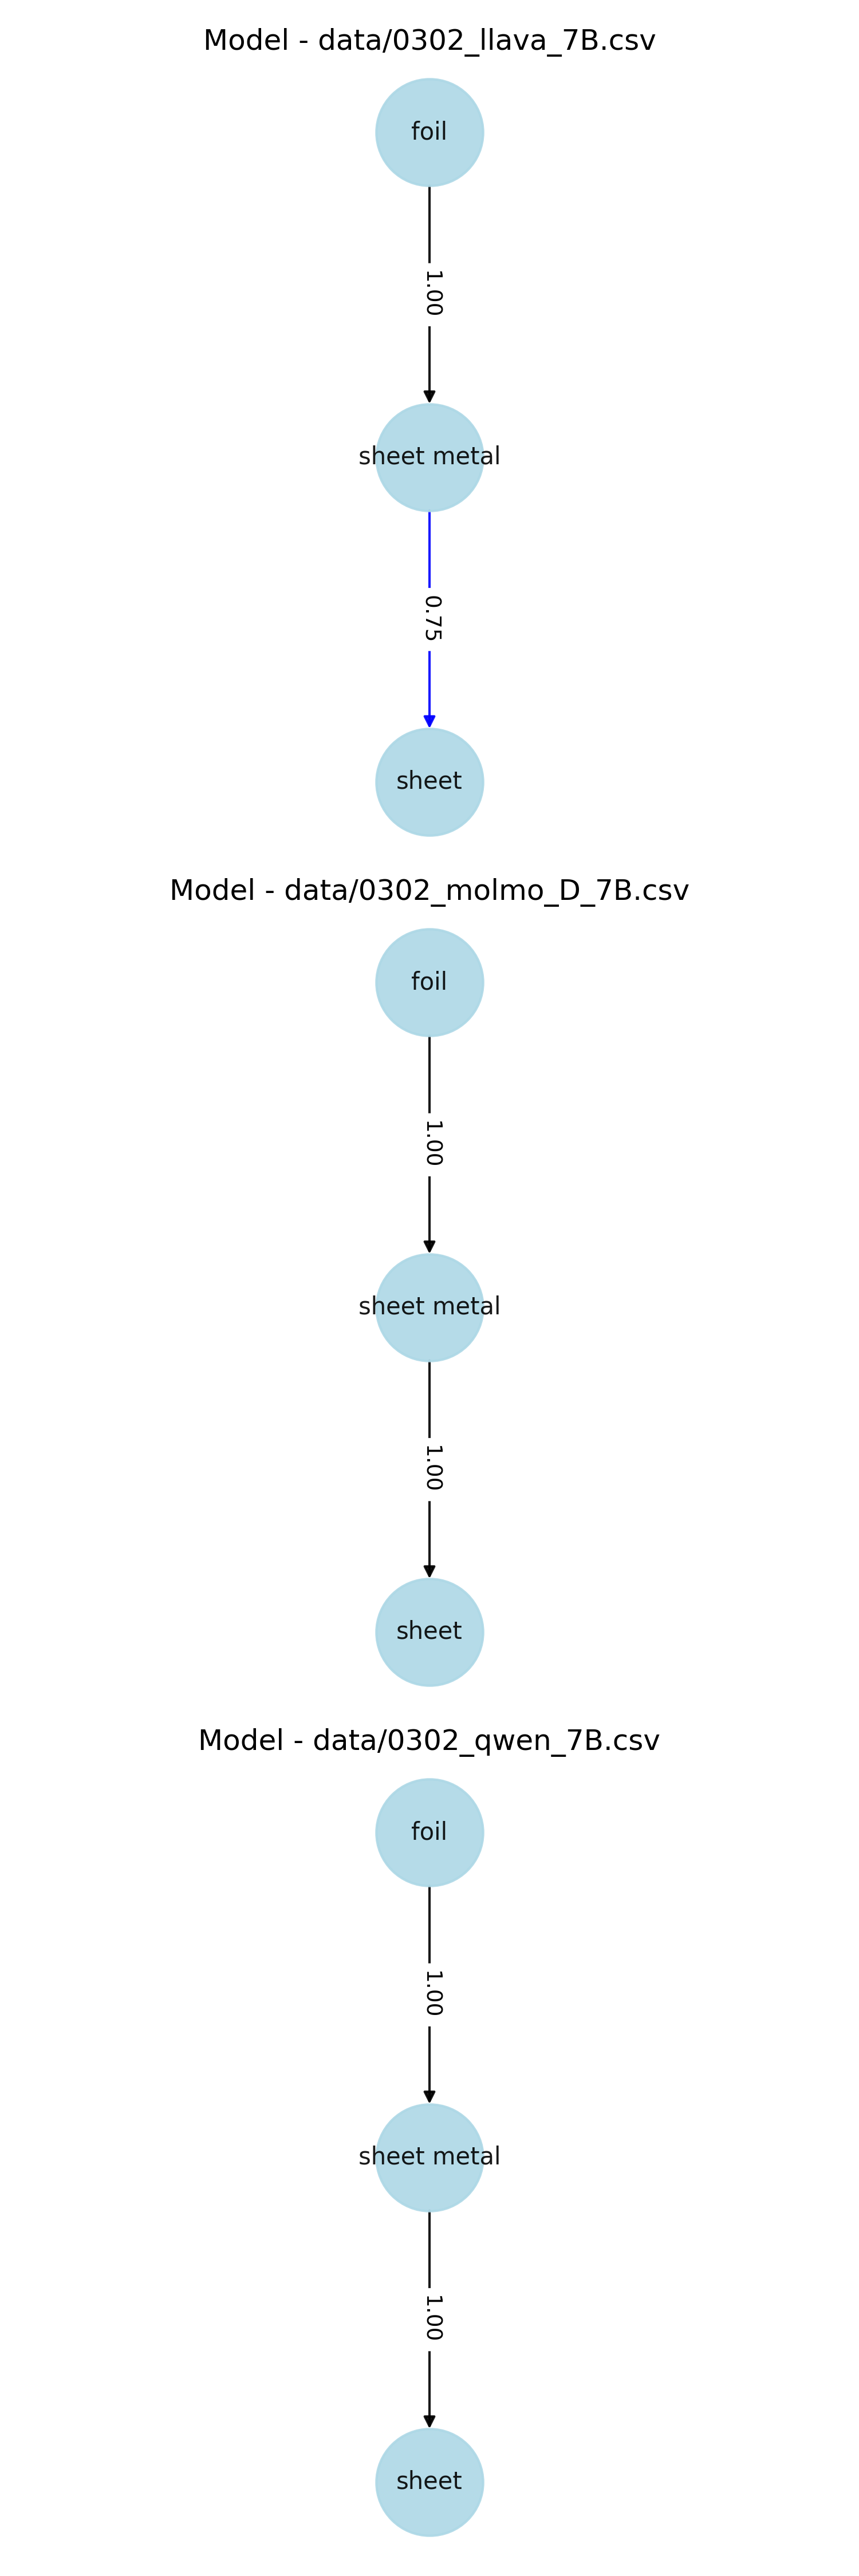 Model - data/0302_llava_7B.csv
foil
1.00
sheet metal
0.75
sheet
Model - data/0302_molmo_D_7B.csv
foil
1.00
sheet metal
1.00
sheet
Model - data/0302_qwen_7B.csv
foil
1.00
sheet metal
1.00
sheet